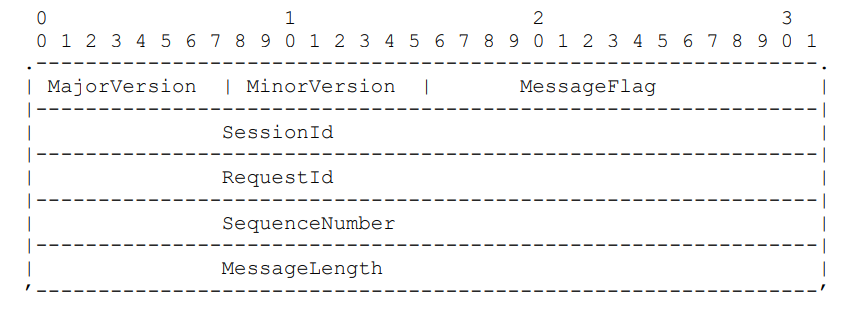 0 1 2 3
0 1 2 3 4 5 6 7 8 9 0 1 2 3 4 5 6 7 8 9 0 1 2 3 4 5 6 7 8 9 0 1
.---------------------------------------------------------------.
| MajorVersion | MinorVersion | MessageFlag |
|---------------------------------------------------------------|
| SessionId |
|---------------------------------------------------------------|
| RequestId |
|---------------------------------------------------------------|
| SequenceNumber |
|---------------------------------------------------------------|
| MessageLength |
'---------------------------------------------------------------'